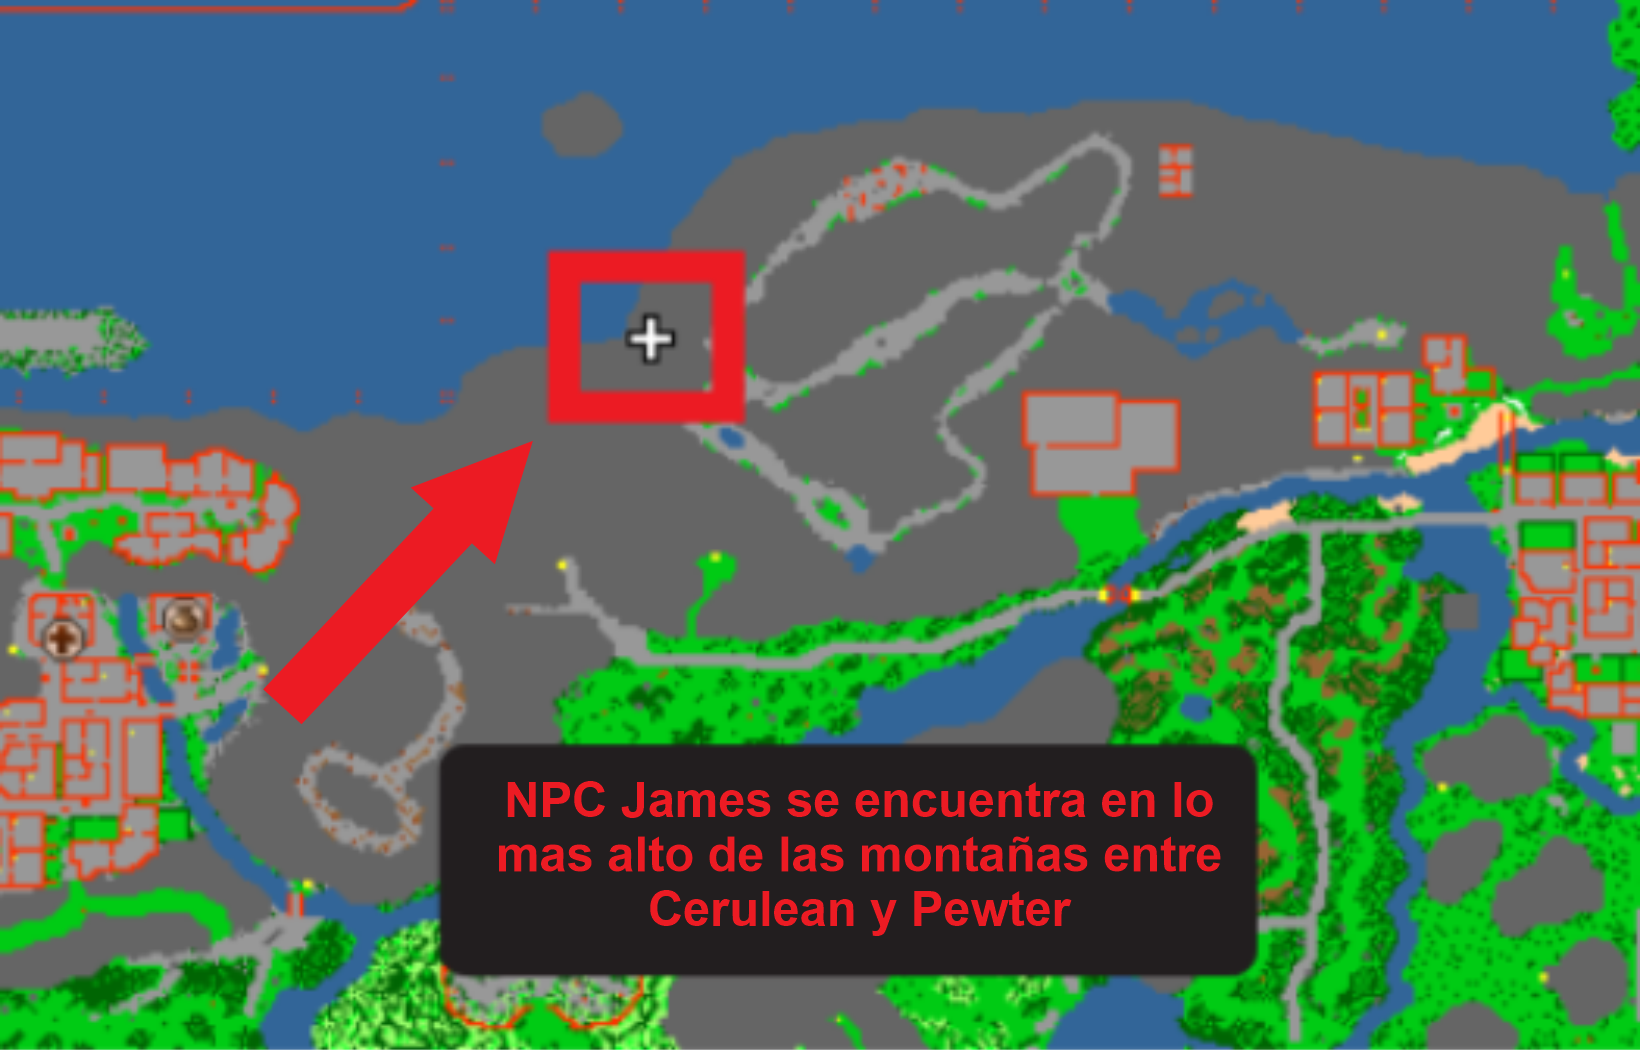 NPC James se encuentra en lo
mas alto de las montañas entre
Cerulean y Pewter